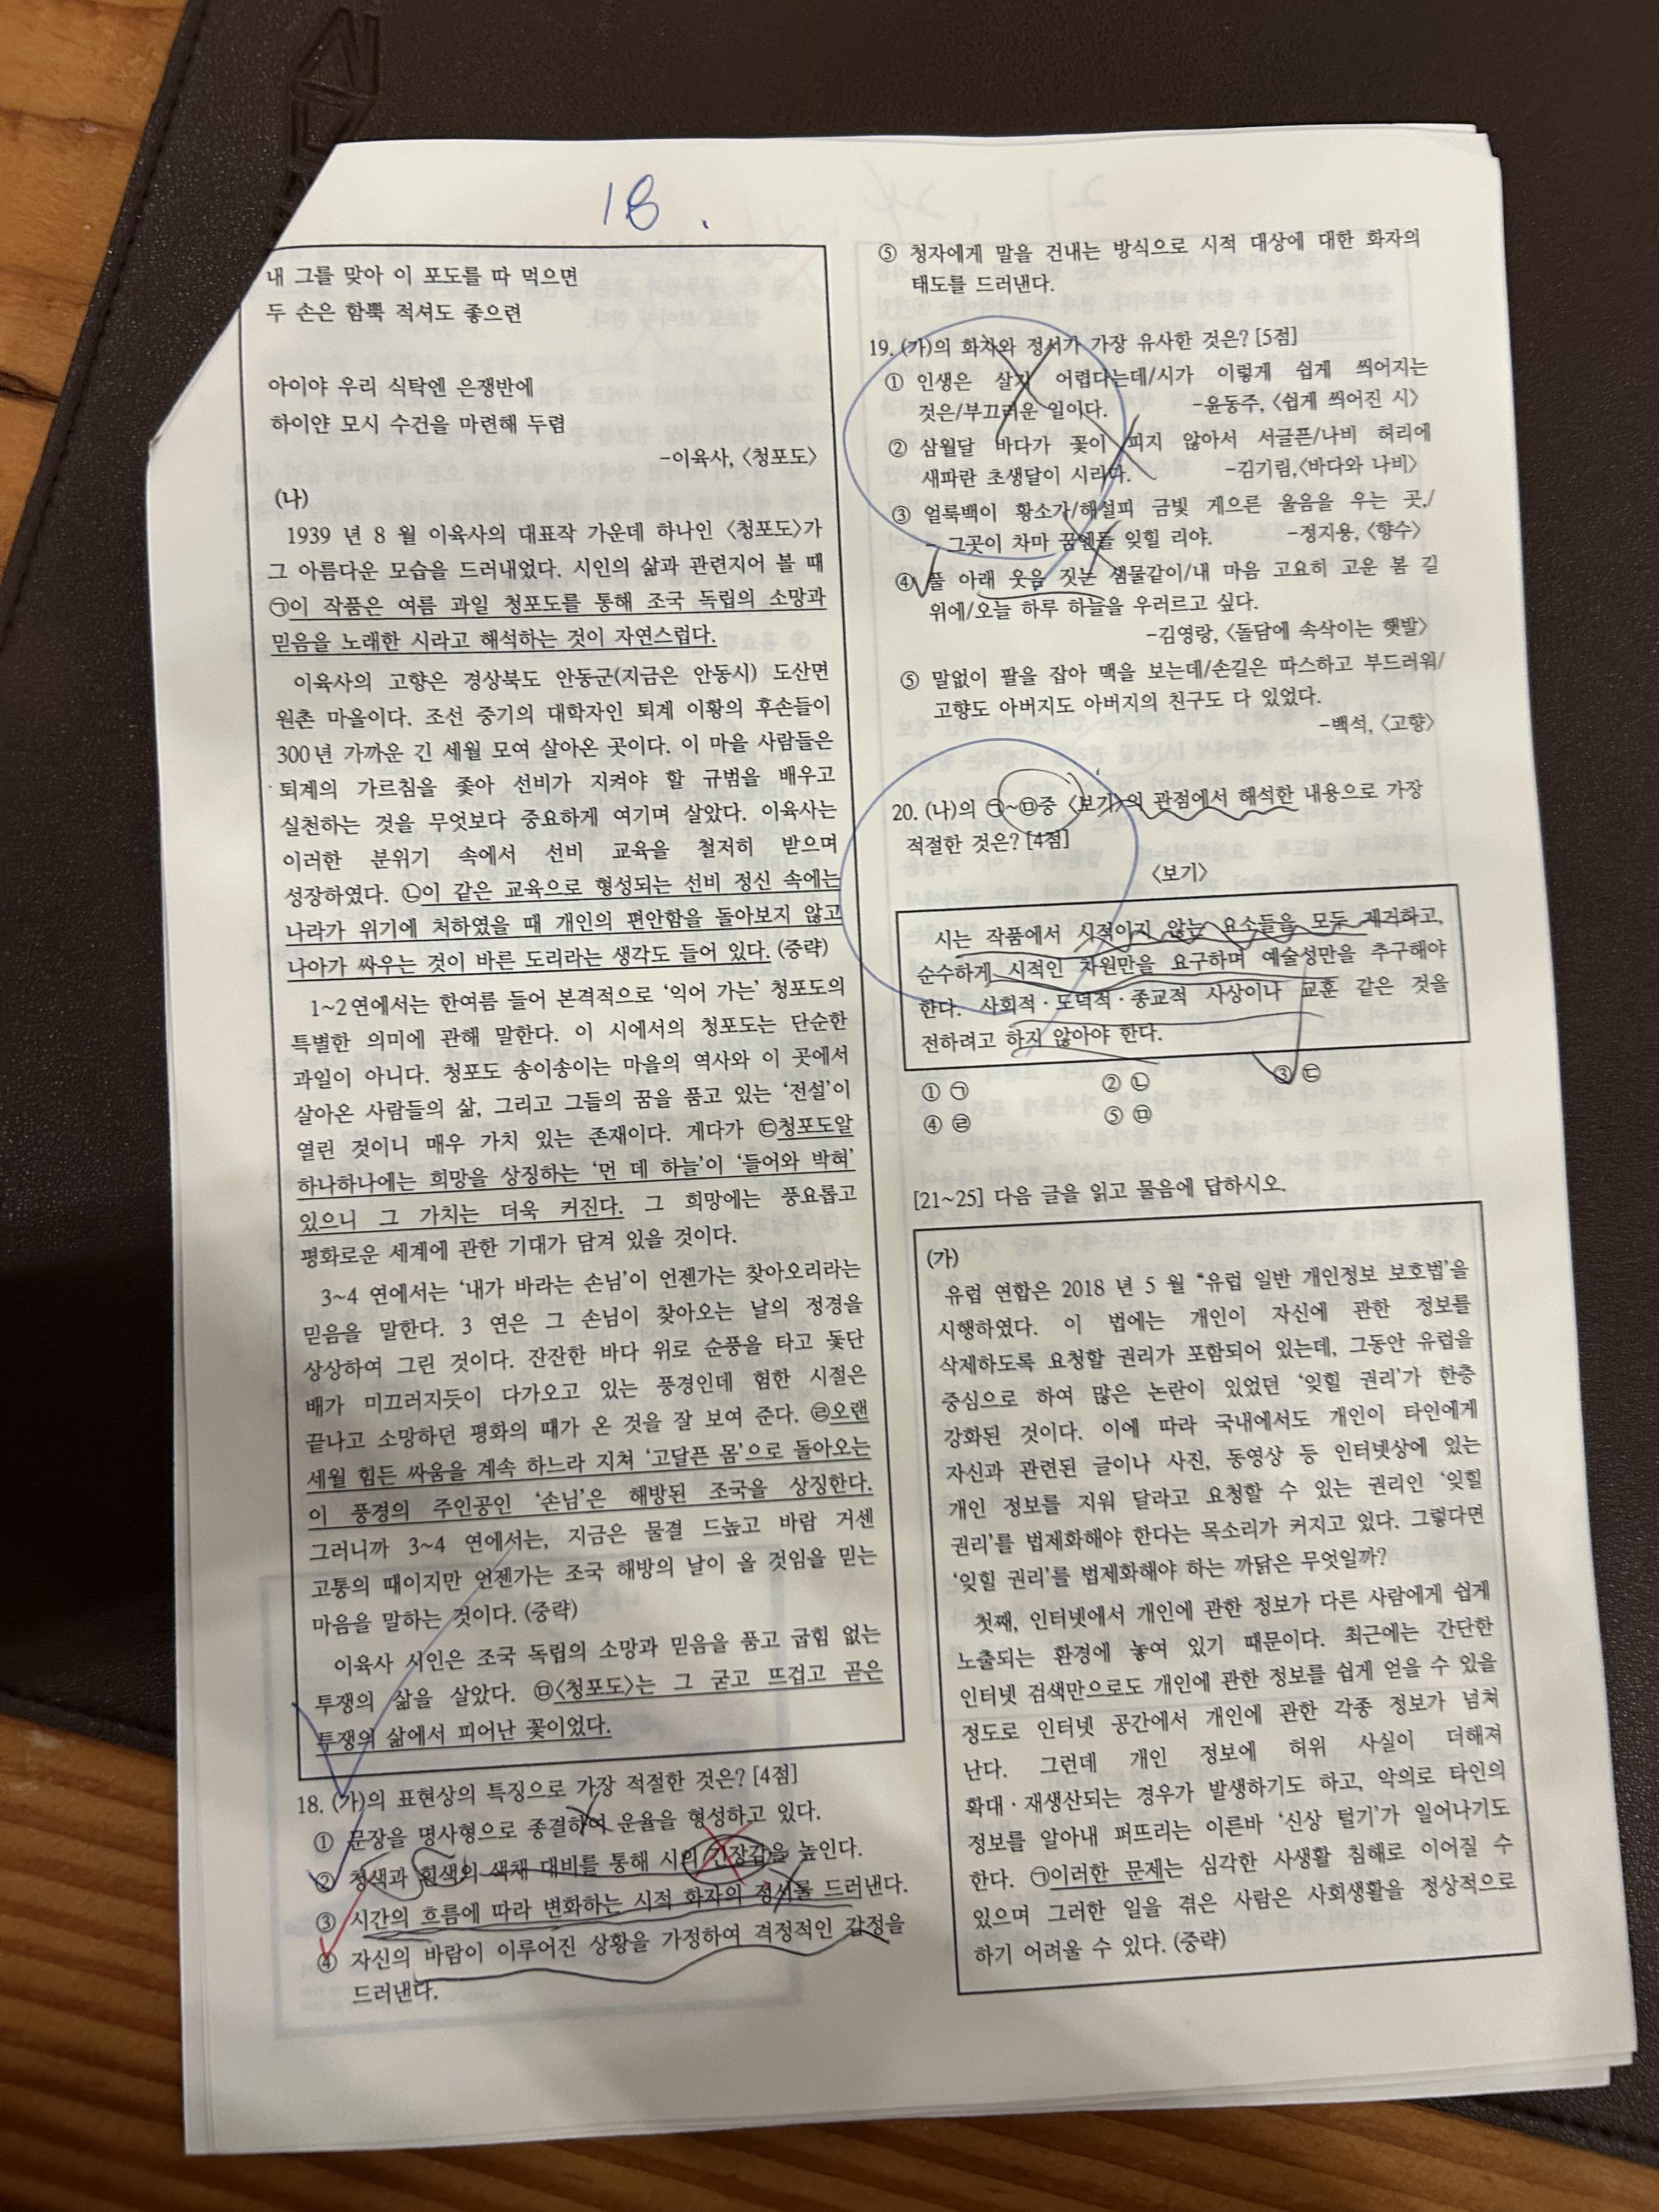 18.
내 그를 맞아 이 포도를 따 먹으면
두 손은 함뿍 적셔도 좋으련
아이야 우리 식탁엔 은쟁반에
하이얀 모시 수건을 마련해 두렴
-이육사, 〈청포도〉
(나)
1939 년 8 월 이육사의 대표작 가운데 하나인 〈청포도〉가
그 아름다운 모습을 드러내었다. 시인의 삶과 관련지어 볼 때
㉠이 작품은 여름 과일 청포도를 통해 조국 독립의 소망과
믿음을 노래한 시라고 해석하는 것이 자연스럽다.
이육사의 고향은 경상북도 안동군(지금은 안동시) 도산면
원촌 마을이다. 조선 중기의 대학자인 퇴계 이황의 후손들이
300년 가까운 긴 세월 모여 살아온 곳이다. 이 마을 사람들은
퇴계의 가르침을 좇아 선비가 지켜야 할 규범을 배우고
실천하는 것을 무엇보다 중요하게 여기며 살았다. 이육사는
이러한 분위기 속에서 선비 교육을 철저히 받으며
성장하였다. ㉡이 같은 교육으로 형성되는 선비 정신 속에는
나라가 위기에 처하였을 때 개인의 편안함을 돌아보지 않고
나아가 싸우는 것이 바른 도리라는 생각도 들어 있다. (중략)
1~2연에서는 한여름 들어 본격적으로 ‘익어 가는’ 청포도의
특별한 의미에 관해 말한다. 이 시에서의 청포도는 단순한
과일이 아니다. 청포도 송이송이는 마을의 역사와 이 곳에서
살아온 사람들의 삶, 그리고 그들의 꿈을 품고 있는 ‘전설’이
열린 것이니 매우 가치 있는 존재이다. 게다가 ㉢청포도알
하나하나에는 희망을 상징하는 ‘먼 데 하늘’이 ‘들어와 박혀’
있으니 그 가치는 더욱 커진다. 그 희망에는 풍요롭고
평화로운 세계에 관한 기대가 담겨 있을 것이다.
3~4 연에서는 ‘내가 바라는 손님’이 언젠가는 찾아오리라는
믿음을 말한다. 3 연은 그 손님이 찾아오는 날의 정경을
상상하여 그린 것이다. 잔잔한 바다 위로 순풍을 타고 돛단
배가 미끄러지듯이 다가오고 있는 풍경인데 험한 시절은
끝나고 소망하던 평화의 때가 온 것을 잘 보여 준다. ㉣오랜
세월 힘든 싸움을 계속 하느라 지쳐 ‘고달픈 몸’으로 돌아오는
이 풍경의 주인공인 ‘손님’은 해방된 조국을 상징한다.
그러니까 3~4 연에서는, 지금은 물결 드높고 바람 거센
고통의 때이지만 언젠가는 조국 해방의 날이 올 것임을 믿는
마음을 말하는 것이다. (중략)
이육사 시인은 조국 독립의 소망과 믿음을 품고 굽힘 없는
투쟁의 삶을 살았다. ㉤〈청포도〉는 그 굳고 뜨겁고 곧은
투쟁의 삶에서 피어난 꽃이었다.
18. (가)의 표현상의 특징으로 가장 적절한 것은? [4점]
① 문장을 명사형으로 종결하여 운율을 형성하고 있다.
② 청색과 흰색의 색채 대비를 통해 시의 긴장감을 높인다.
③ 시간의 흐름에 따라 변화하는 시적 화자의 정서를 드러낸다.
④ 자신의 바람이 이루어진 상황을 가정하여 격정적인 감정을
드러낸다.
⑤ 청자에게 말을 건내는 방식으로 시적 대상에 대한 화자의
태도를 드러낸다.
19. (가)의 화자와 정서가 가장 유사한 것은? [5점]
① 인생은 살기 어렵다는데/시가 이렇게 쉽게 씌어지는
것은/부끄러운 일이다. -윤동주, 〈쉽게 씌어진 시〉
② 삼월달 바다가 꽃이 피지 않아서 서글픈/나비 허리에
새파란 초생달이 시리다. -김기림,〈바다와 나비〉
③ 얼룩백이 황소가/해설피 금빛 게으른 울음을 우는 곳,/
- 그곳이 차마 꿈엔들 잊힐 리야. -정지용, 〈향수〉
④ 풀 아래 웃음 짓는 샘물같이/내 마음 고요히 고운 봄 길
위에/오늘 하루 하늘을 우러르고 싶다.
-김영랑, 〈돌담에 속삭이는 햇발〉
⑤ 말없이 팔을 잡아 맥을 보는데/손길은 따스하고 부드러워/
고향도 아버지도 아버지의 친구도 다 있었다.
-백석, 〈고향〉
20. (나)의 ㉠~㉤중 〈보기〉의 관점에서 해석한 내용으로 가장
적절한 것은? [4점]
〈보기〉
시는 작품에서 시적이지 않는 요소들을 모두 제거하고,
순수하게 시적인 차원만을 요구하며 예술성만을 추구해야
한다. 사회적·도덕적·종교적 사상이나 교훈 같은 것을
전하려고 하지 않아야 한다.
① ㉠ ② ㉡ ③ ㉢
④ ㉣ ⑤ ㉤
[21~25] 다음 글을 읽고 물음에 답하시오.
(가)
유럽 연합은 2018 년 5 월 “유럽 일반 개인정보 보호법’을
시행하였다. 이 법에는 개인이 자신에 관한 정보를
삭제하도록 요청할 권리가 포함되어 있는데, 그동안 유럽을
중심으로 하여 많은 논란이 있었던 ‘잊힐 권리’가 한층
강화된 것이다. 이에 따라 국내에서도 개인이 타인에게
자신과 관련된 글이나 사진, 동영상 등 인터넷상에 있는
개인 정보를 지워 달라고 요청할 수 있는 권리인 ‘잊힐
권리’를 법제화해야 한다는 목소리가 커지고 있다. 그렇다면
‘잊힐 권리’를 법제화해야 하는 까닭은 무엇일까?
첫째, 인터넷에서 개인에 관한 정보가 다른 사람에게 쉽게
노출되는 환경에 놓여 있기 때문이다. 최근에는 간단한
인터넷 검색만으로도 개인에 관한 정보를 쉽게 얻을 수 있을
정도로 인터넷 공간에서 개인에 관한 각종 정보가 넘쳐
난다. 그런데 개인 정보에 허위 사실이 더해져
확대·재생산되는 경우가 발생하기도 하고, 악의로 타인의
정보를 알아내 퍼뜨리는 이른바 ‘신상 털기’가 일어나기도
한다. ㉠이러한 문제는 심각한 사생활 침해로 이어질 수
있으며 그러한 일을 겪은 사람은 사회생활을 정상적으로
하기 어려울 수 있다. (중략)